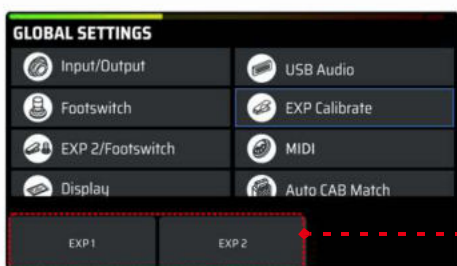 GLOBAL SETTINGS
Input/Output
USB Audio
Footswitch
EXP Calibrate
EXP 2/Footswitch
MIDI
Display
Auto CAB Match
EXP 1
EXP 2